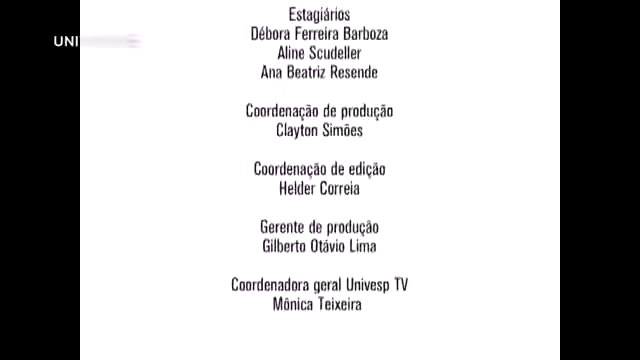 Estagiários
Débora Ferreira Barboza
Aline Scudeller
Ana Beatriz Resende
Coordenação de produção
Clayton Simões
Coordenação de edição
Helder Correia
Gerente de produção
Gilberto Otávio Lima
Coordenadora geral Univesp TV
Mônica Teixeira